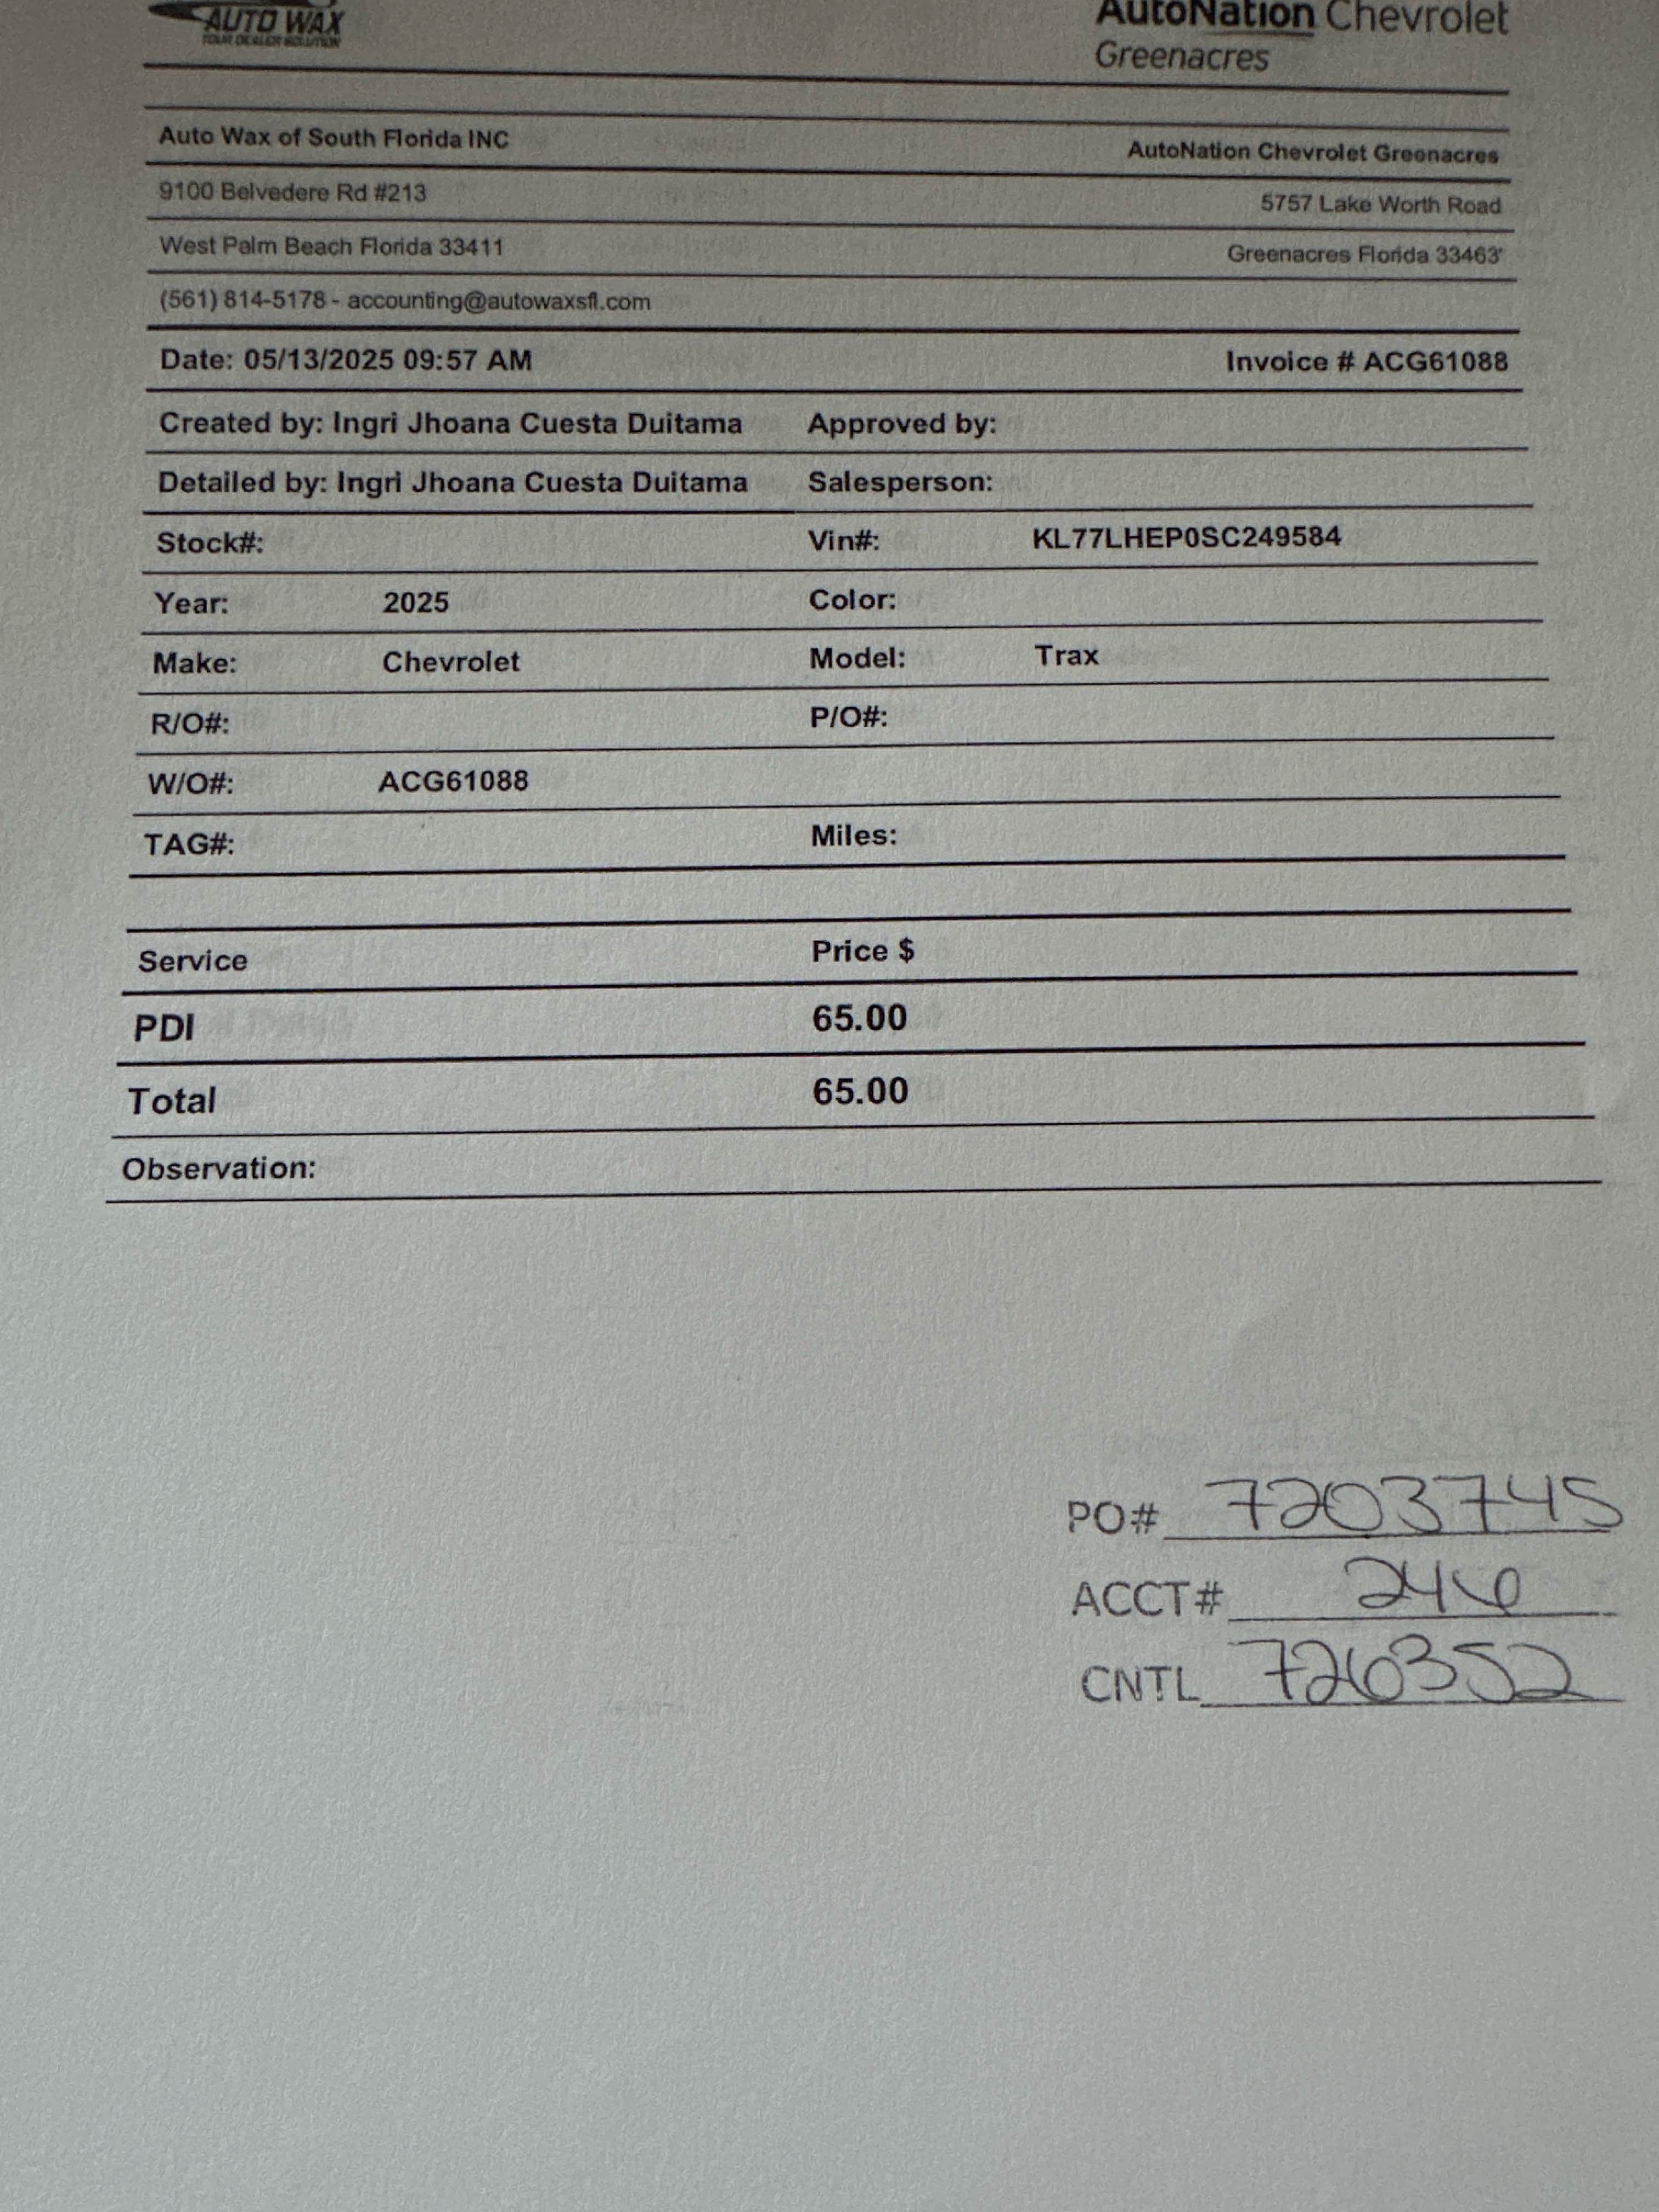 AUTO WAX
YOUR DEALER SOLUTION
AutoNation Chevrolet
Greenacres
Auto Wax of South Florida INC
AutoNation Chevrolet Greenacres
9100 Belvedere Rd #213
5757 Lake Worth Road
West Palm Beach Florida 33411
Greenacres Florida 33463
(561) 814-5178 - accounting@autowaxsfl.com
Date: 05/13/2025 09:57 AM Invoice # ACG61088
Created by: Ingri Jhoana Cuesta Duitama Approved by:
Detailed by: Ingri Jhoana Cuesta Duitama Salesperson:
Stock#: Vin#: KL77LHEP0SC249584
Year: 2025 Color:
Make: Chevrolet Model: Trax
R/O#: P/O#:
W/O#: ACG61088
TAG#: Miles:
Service Price $
PDI 65.00
Total 65.00
Observation:
PO# 7203745
ACCT# 246
CNTL 726352